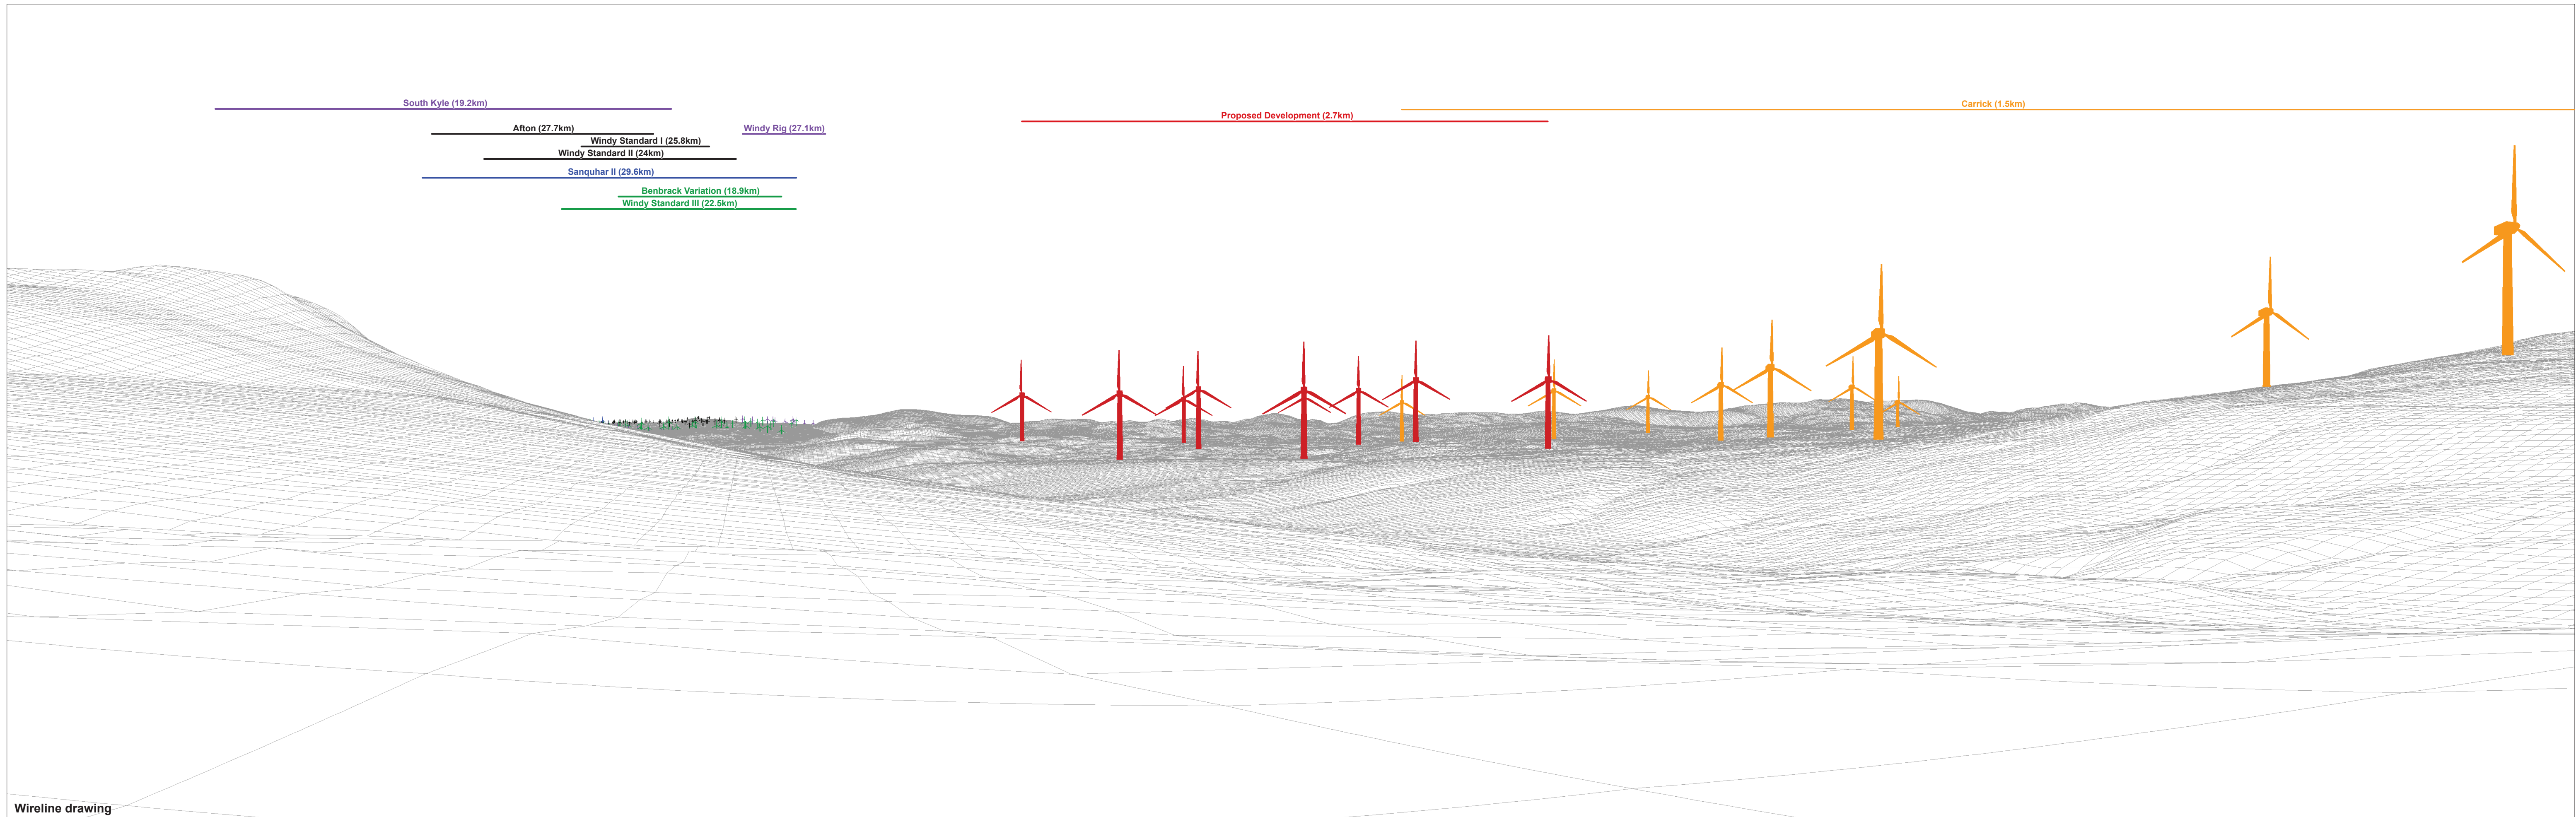 South Kyle (19.2km)
Carrick (1.5km)
Proposed Development (2.7km)
Afton (27.7km)
Windy Rig (27.1km)
Windy Standard I (25.8km)
Windy Standard II (24km)
Sanquhar II (29.6km)
Benbrack Variation (18.9km)
Windy Standard III (22.5km)
Wireline drawing